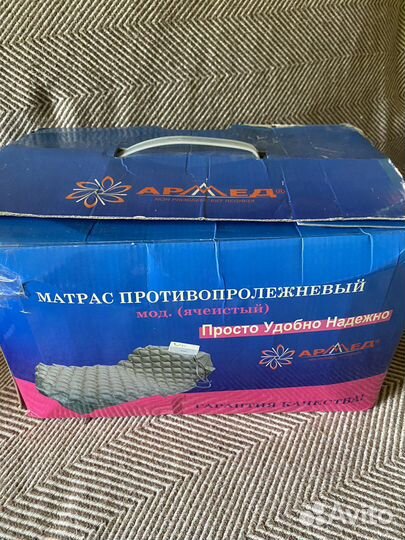 АРМЕД®
МАТРАС ПРОТИВОПРОЛЕЖНЕВЫЙ
мод. (ячеистый)
Просто Удобно Надежно
АРМЕД®
ГАРАНТИЯ КАЧЕСТВА!
Avito